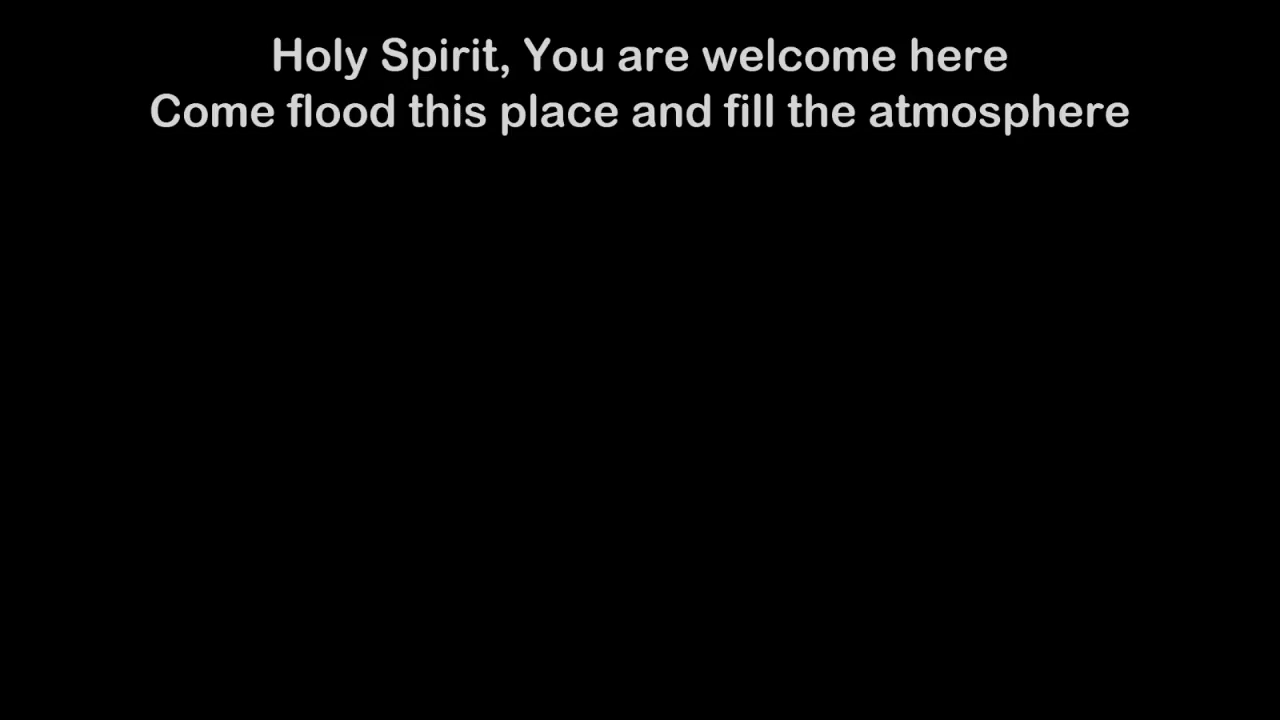 Holy Spirit, You are welcome here
Come flood this place and fill the atmosphere